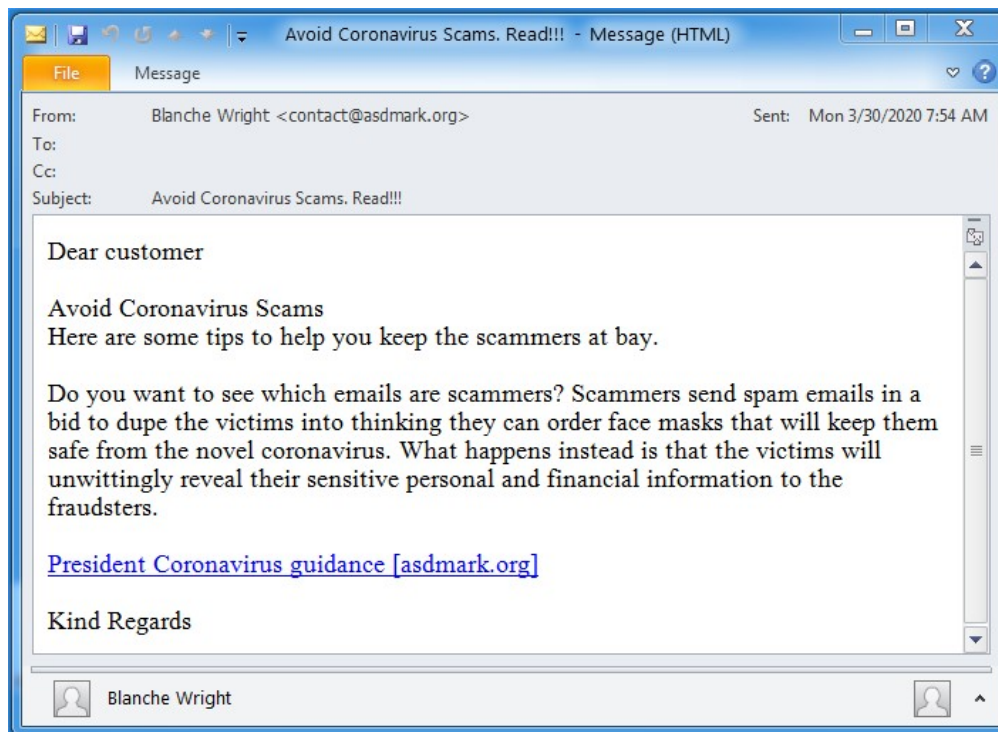 Avoid Coronavirus Scams. Read!!! - Message (HTML)
File Message
From: Blanche Wright <contact@asdmark.org> Sent: Mon 3/30/2020 7:54 AM
To:
Cc:
Subject: Avoid Coronavirus Scams. Read!!!
Dear customer
Avoid Coronavirus Scams
Here are some tips to help you keep the scammers at bay.
Do you want to see which emails are scammers? Scammers send spam emails in a
bid to dupe the victims into thinking they can order face masks that will keep them
safe from the novel coronavirus. What happens instead is that the victims will
unwittingly reveal their sensitive personal and financial information to the
fraudsters.
President Coronavirus guidance [asdmark.org]
Kind Regards
Blanche Wright